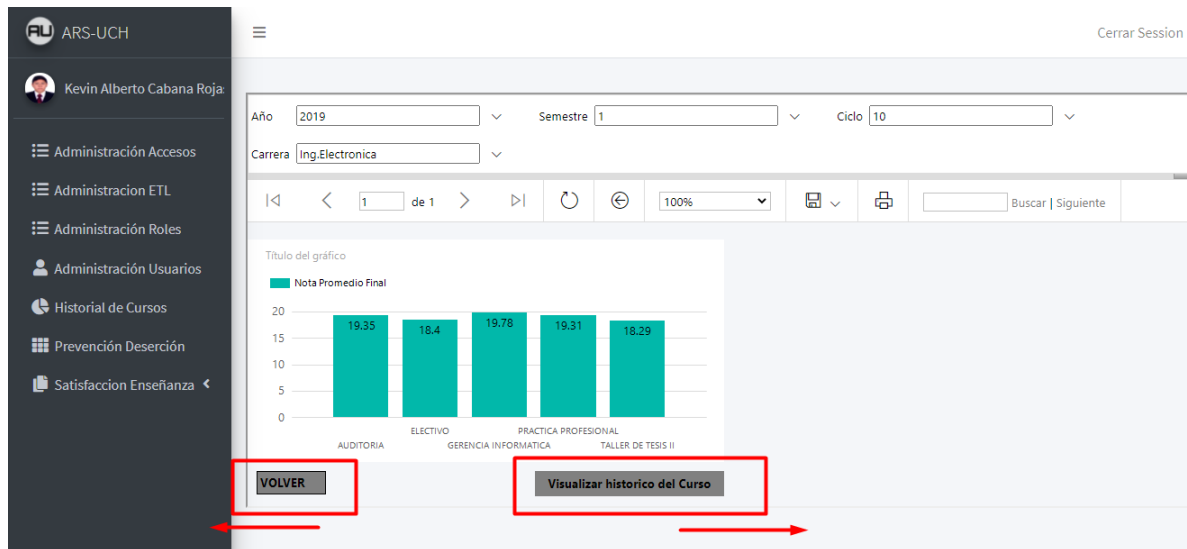 ARS-UCH
Cerrar Session
Kevin Alberto Cabana Roja
Año 2019 Semestre 1 Ciclo 10
Carrera Ing.Electronica
Administración Accesos
Administracion ETL
Administración Roles
Administración Usuarios
Historial de Cursos
Prevención Deserción
Satisfaccion Enseñanza
1 de 1 100% Buscar | Siguiente
Título del gráfico
Nota Promedio Final
20
15
10
5
0
19.35 18.4 19.78 19.31 18.29
ELECTIVO PRACTICA PROFESIONAL
AUDITORIA GERENCIA INFORMATICA TALLER DE TESIS II
VOLVER Visualizar historico del Curso